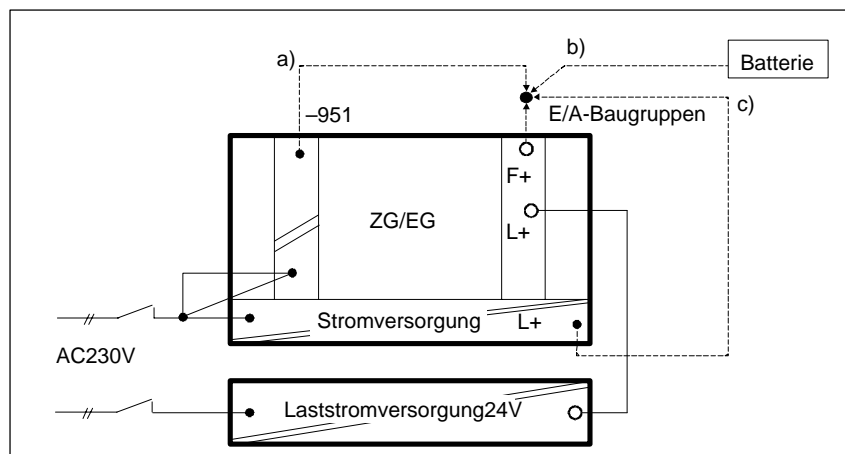 a)
b)
Batterie
c)
–951
E/A-Baugruppen
F+
ZG/EG
L+
Stromversorgung
L+
AC230V
Laststromversorgung24V